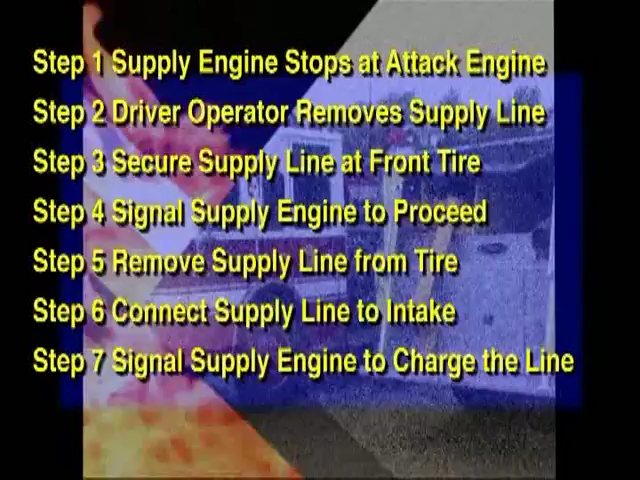 Step 1 Supply Engine Stops at Attack Engine
Step 2 Driver Operator Removes Supply Line
Step 3 Secure Supply Line at Front Tire
Step 4 Signal Supply Engine to Proceed
Step 5 Remove Supply Line from Tire
Step 6 Connect Supply Line to Intake
Step 7 Signal Supply Engine to Charge the Line